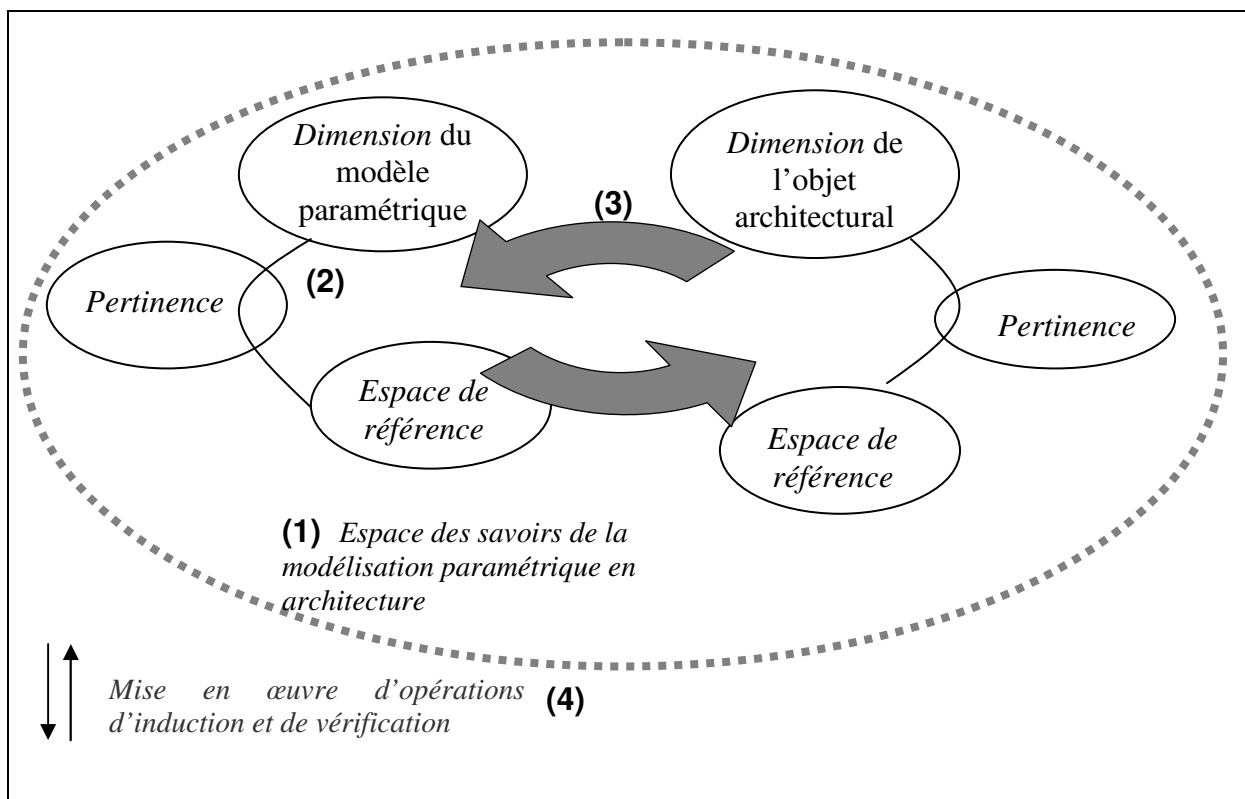 Dimension du
modèle
paramétrique
Dimension de
l'objet
architectural
(3)
(2)
Pertinence
Pertinence
Espace de
référence
Espace de
référence
(1) Espace des savoirs de la
modélisation paramétrique en
architecture
Mise en œuvre d'opérations (4)
d'induction et de vérification